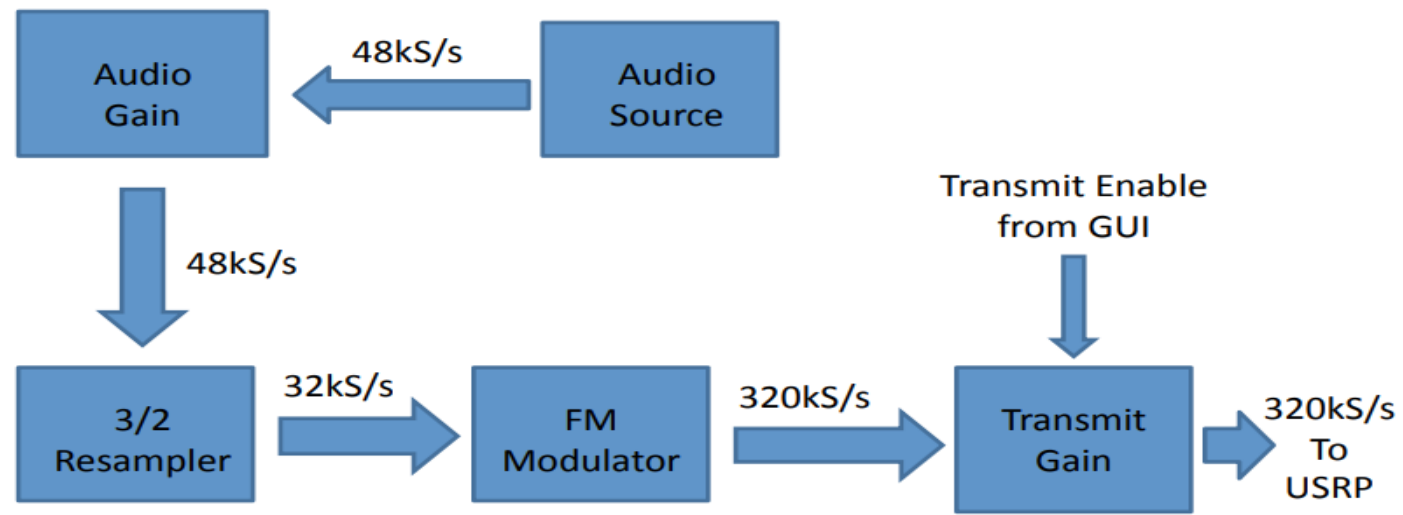 Audio
Source
48kS/s
Audio
Gain
48kS/s
3/2
Resampler
32kS/s
FM
Modulator
320kS/s
Transmit Enable
from GUI
Transmit
Gain
320kS/s
To
USRP